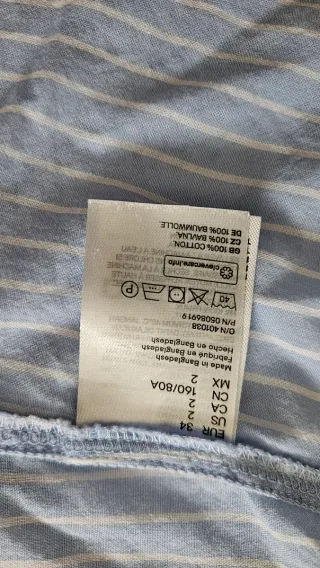 EUR 34
US 2
CA 2
CN 160/80A
MX 2
Made in Bangladesh
Fabriqué en Bangladesh
Hecho en Bangladesh
O/N 401038
P/N 0508691 9
40 P
clevercare.info
GB 100% COTTON,
CZ 100% BAVLNA,
DE 100% BAUMWOLLE